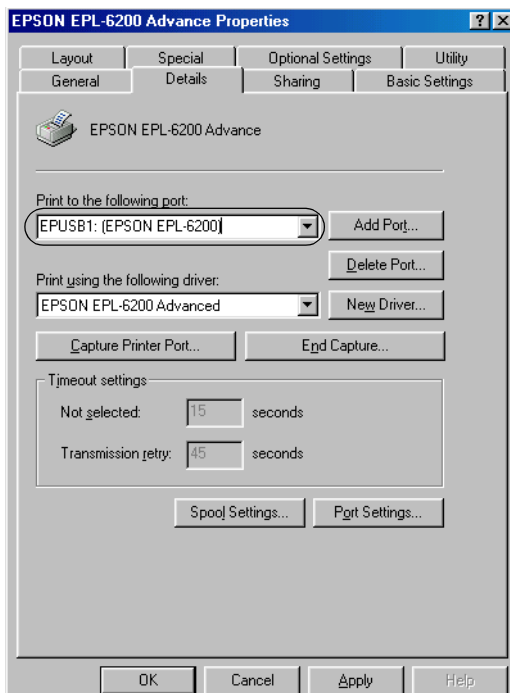 EPSON EPL-6200 Advance Properties
Layout Special Optional Settings Utility
General Details Sharing Basic Settings
EPSON EPL-6200 Advance
Print to the following port:
EPUSB1: (EPSON EPL-6200)
Add Port...
Delete Port...
Print using the following driver:
EPSON EPL-6200 Advanced
New Driver...
Capture Printer Port... End Capture...
Timeout settings
Not selected: 15 seconds
Transmission retry: 45 seconds
Spool Settings... Port Settings...
OK Cancel Apply Help